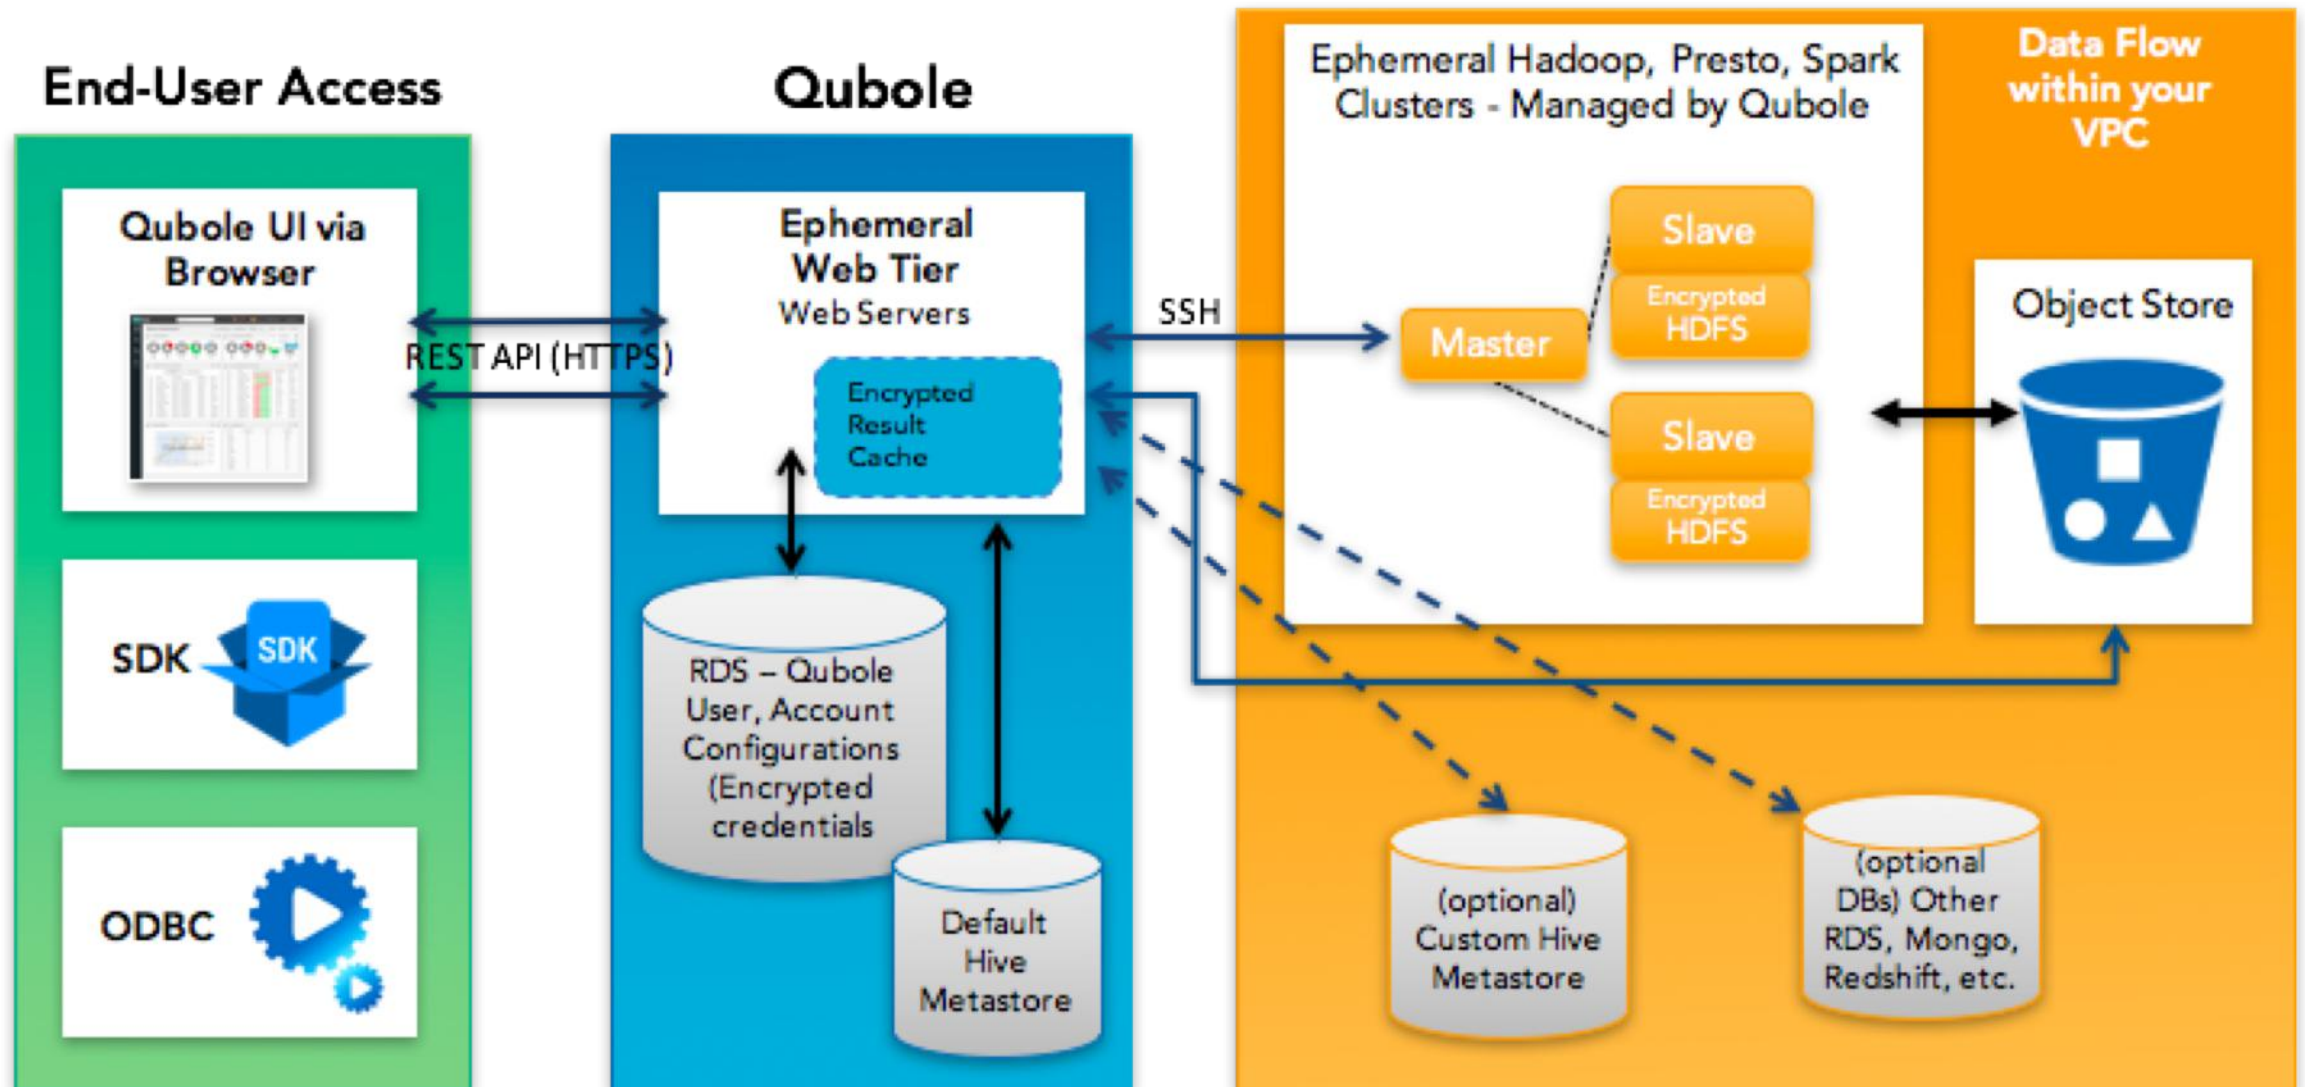 End-User Access
Qubole UI via
Browser
SDK
SDK
ODBC
REST API (HTTPS)
Qubole
Ephemeral
Web Tier
Web Servers
Encrypted
Result
Cache
RDS – Qubole
User, Account
Configurations
(Encrypted
credentials
Default
Hive
Metastore
SSH
Ephemeral Hadoop, Presto, Spark
Clusters - Managed by Qubole
Master
Slave
Encrypted
HDFS
Slave
Encrypted
HDFS
Data Flow
within your
VPC
Object Store
(optional)
Custom Hive
Metastore
(optional
DBs) Other
RDS, Mongo,
Redshift, etc.